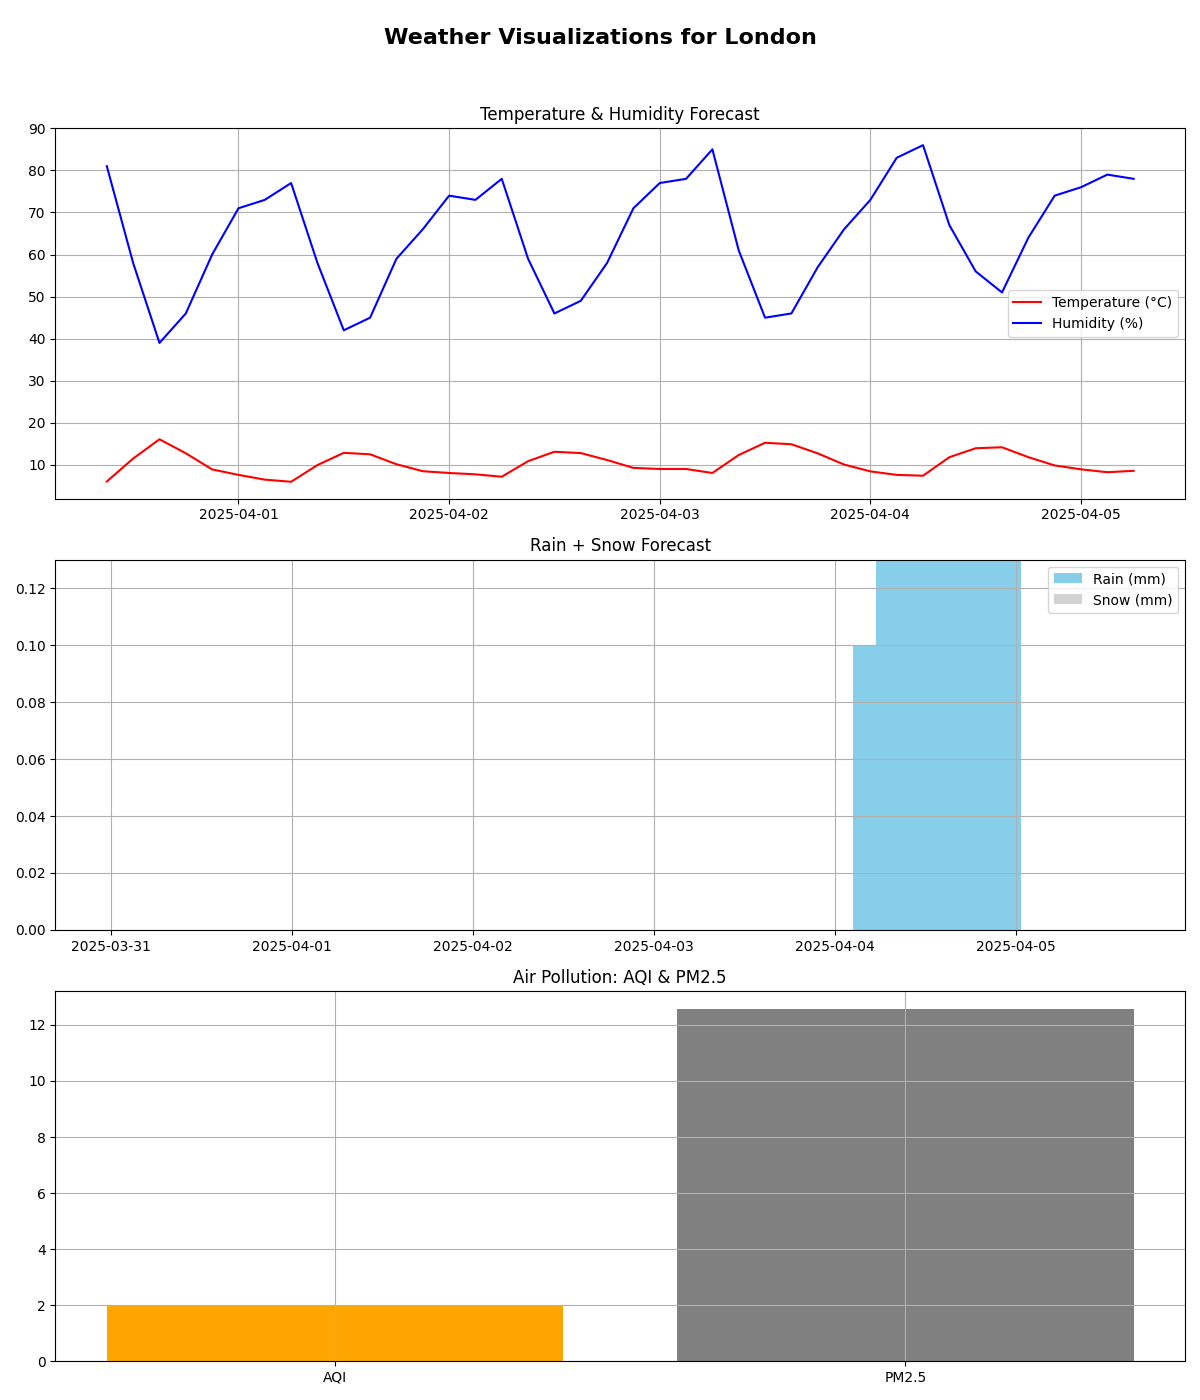 Weather Visualizations for London
Temperature & Humidity Forecast
90
80
70
60
50
40
30
20
10
Temperature (°C)
Humidity (%)
2025-04-01 2025-04-02 2025-04-03 2025-04-04 2025-04-05
Rain + Snow Forecast
0.12
0.10
0.08
0.06
0.04
0.02
0.00
Rain (mm)
Snow (mm)
2025-03-31 2025-04-01 2025-04-02 2025-04-03 2025-04-04 2025-04-05
Air Pollution: AQI & PM2.5
12
10
8
6
4
2
0
AQI PM2.5